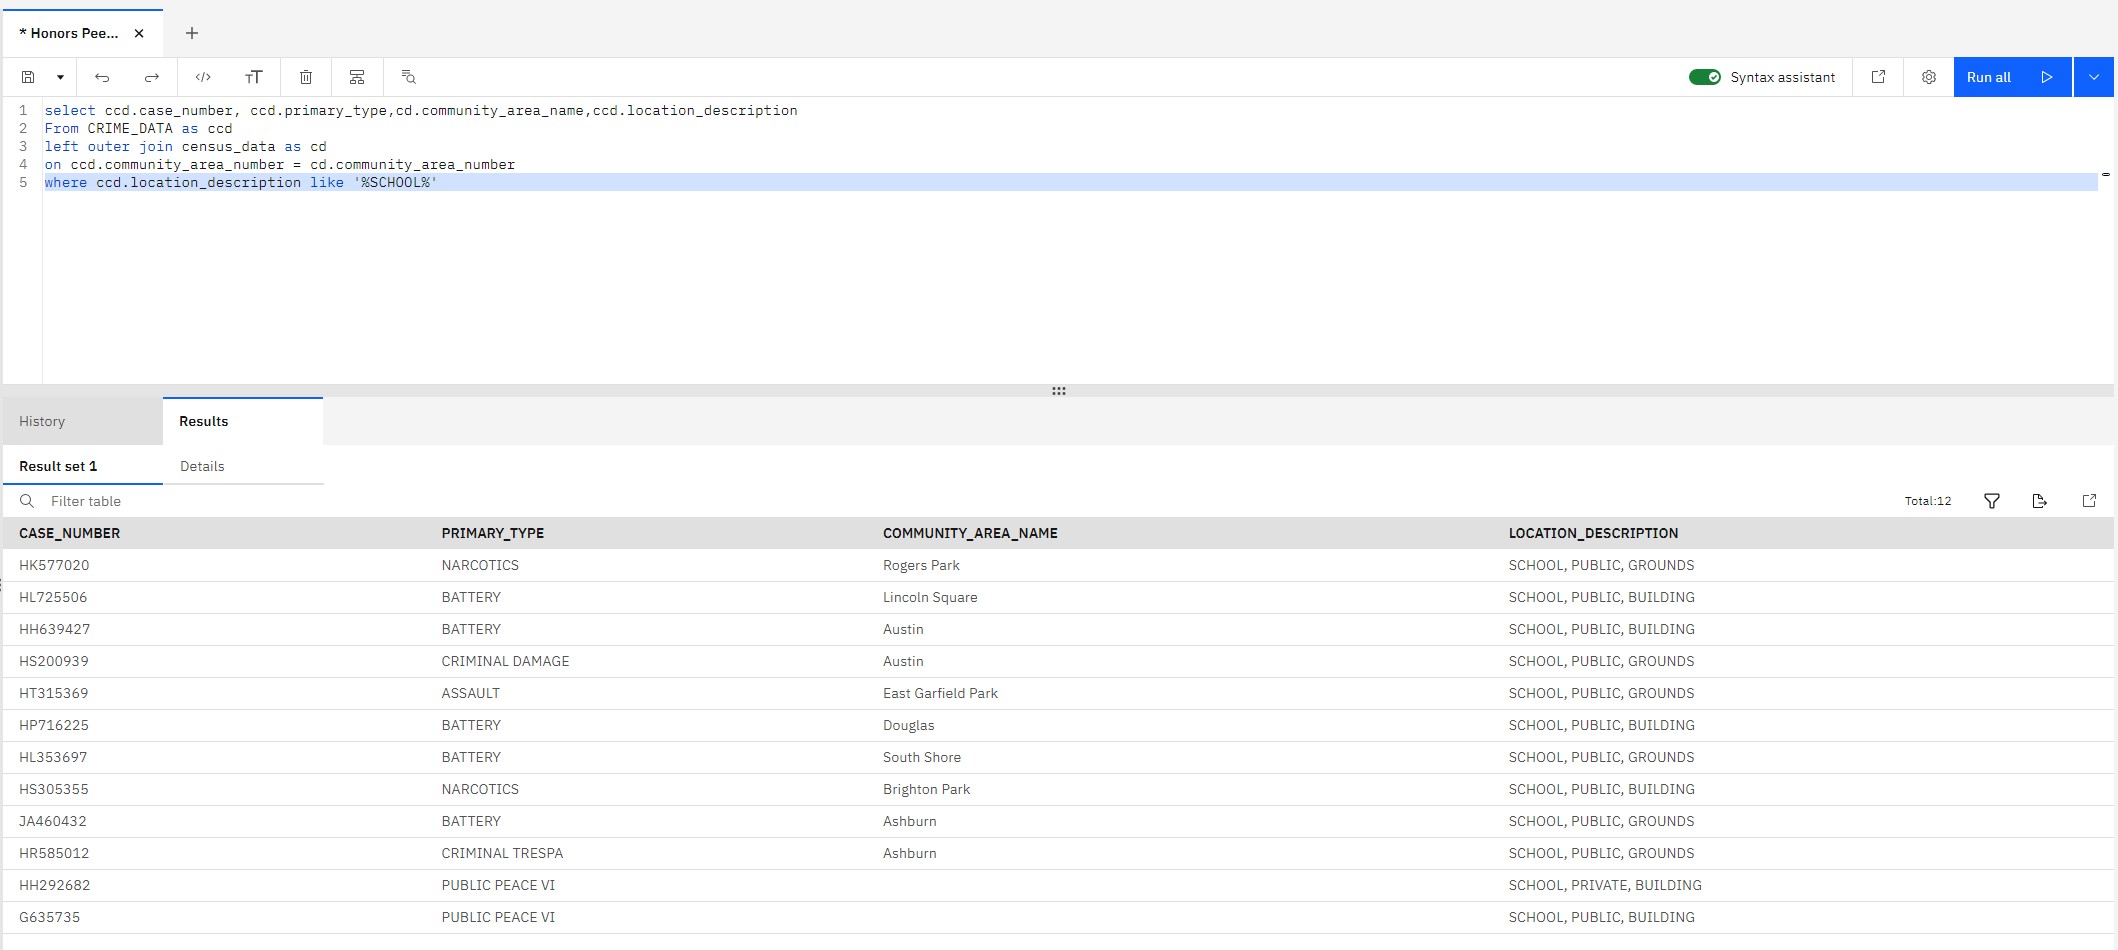 * Honors Pee...
Syntax assistant
Run all
1 select ccd.case_number, ccd.primary_type,cd.community_area_name,ccd.location_description
2 From CRIME_DATA as ccd
3 left outer join census_data as cd
4 on ccd.community_area_number = cd.community_area_number
5 where ccd.location_description like '%SCHOOL%'
History Results
Result set 1 Details
Filter table Total:12
CASE_NUMBER PRIMARY_TYPE COMMUNITY_AREA_NAME LOCATION_DESCRIPTION
HK577020 NARCOTICS Rogers Park SCHOOL, PUBLIC, GROUNDS
HL725506 BATTERY Lincoln Square SCHOOL, PUBLIC, BUILDING
HH639427 BATTERY Austin SCHOOL, PUBLIC, BUILDING
HS200939 CRIMINAL DAMAGE Austin SCHOOL, PUBLIC, GROUNDS
HT315369 ASSAULT East Garfield Park SCHOOL, PUBLIC, GROUNDS
HP716225 BATTERY Douglas SCHOOL, PUBLIC, BUILDING
HL353697 BATTERY South Shore SCHOOL, PUBLIC, GROUNDS
HS305355 NARCOTICS Brighton Park SCHOOL, PUBLIC, BUILDING
JA460432 BATTERY Ashburn SCHOOL, PUBLIC, GROUNDS
HR585012 CRIMINAL TRESPA Ashburn SCHOOL, PUBLIC, GROUNDS
HH292682 PUBLIC PEACE VI SCHOOL, PRIVATE, BUILDING
G635735 PUBLIC PEACE VI SCHOOL, PUBLIC, BUILDING